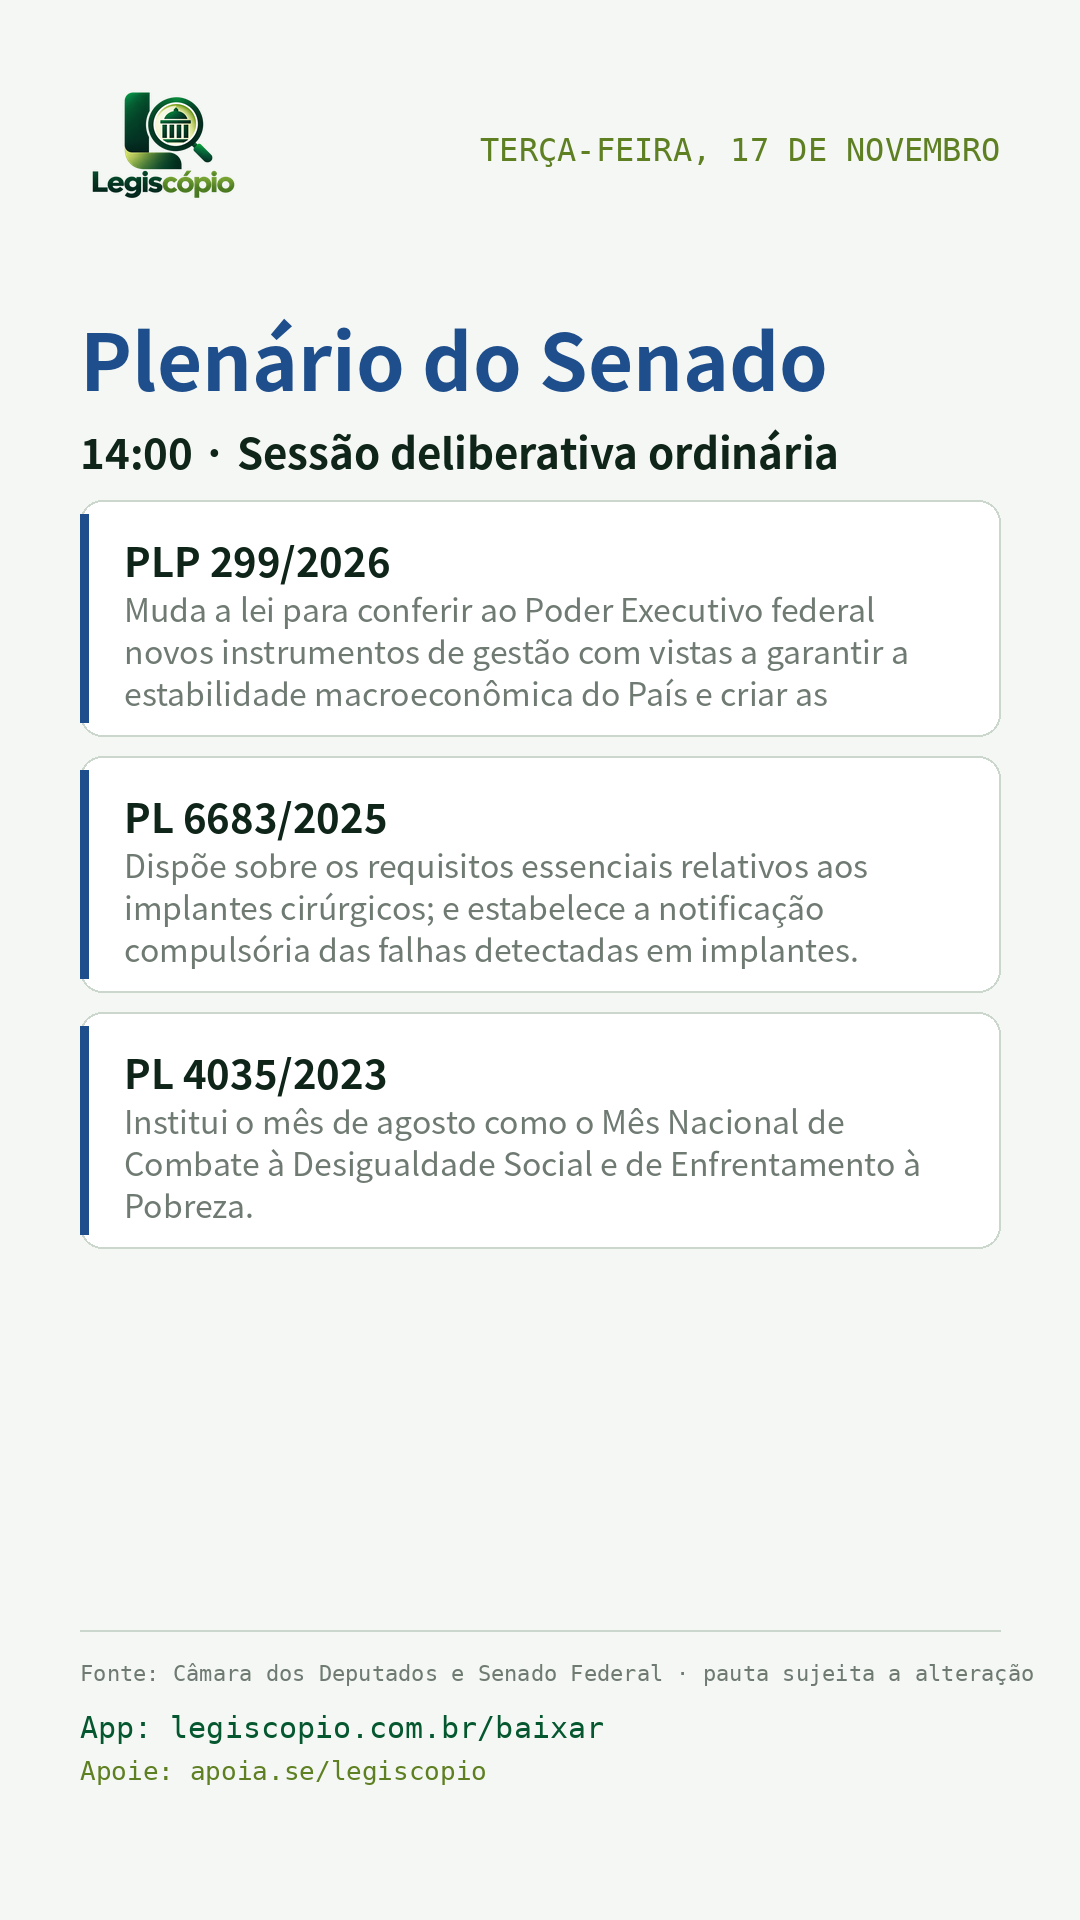 Legiscópio
TERÇA-FEIRA, 17 DE NOVEMBRO
Plenário do Senado
14:00 · Sessão deliberativa ordinária
PLP 299/2026
Muda a lei para conferir ao Poder Executivo federal
novos instrumentos de gestão com vistas a garantir a
estabilidade macroeconômica do País e criar as
PL 6683/2025
Dispõe sobre os requisitos essenciais relativos aos
implantes cirúrgicos; e estabelece a notificação
compulsória das falhas detectadas em implantes.
PL 4035/2023
Institui o mês de agosto como o Mês Nacional de
Combate à Desigualdade Social e de Enfrentamento à
Pobreza.
Fonte: Câmara dos Deputados e Senado Federal · pauta sujeita a alteração
App: legiscopio.com.br/baixar
Apoie: apoia.se/legiscopio